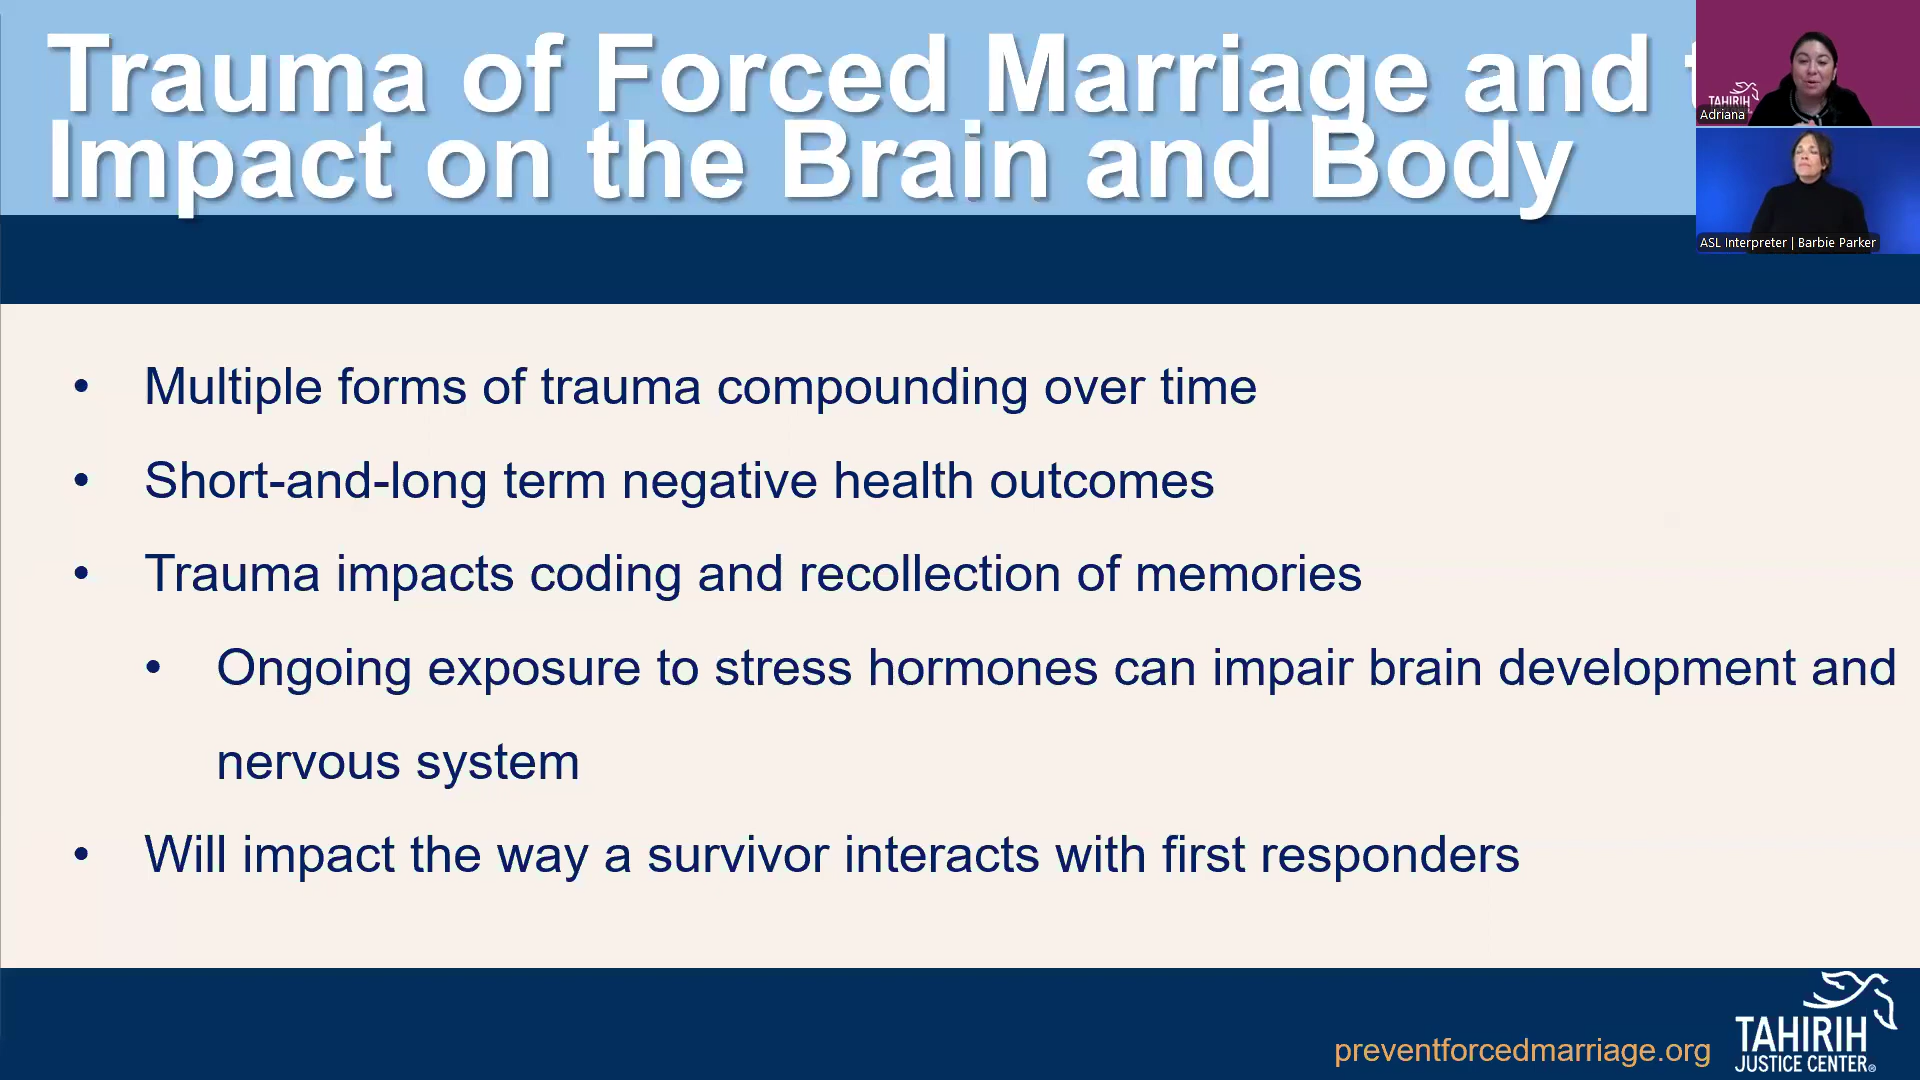 Trauma of Forced Marriage and t
Impact on the Brain and Body
TAHIRIH
Adriana
ASL Interpreter | Barbie Parker
• Multiple forms of trauma compounding over time
• Short-and-long term negative health outcomes
• Trauma impacts coding and recollection of memories
• Ongoing exposure to stress hormones can impair brain development and
nervous system
• Will impact the way a survivor interacts with first responders
preventforcedmarriage.org
TAHIRIH
JUSTICE CENTER®